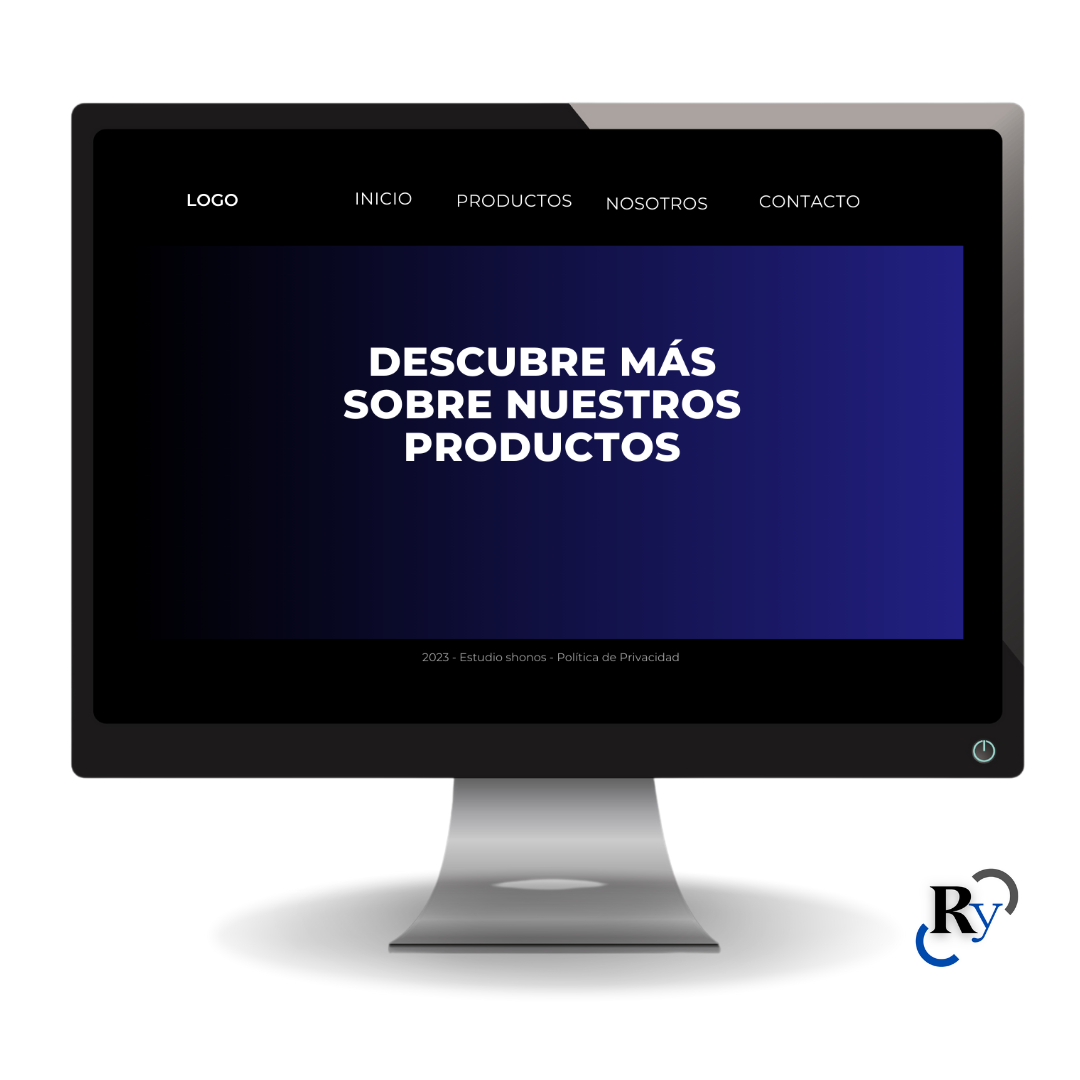 LOGO INICIO PRODUCTOS NOSOTROS CONTACTO
DESCUBRE MÁS
SOBRE NUESTROS
PRODUCTOS
2023 - Estudio shonos - Política de Privacidad
Ry